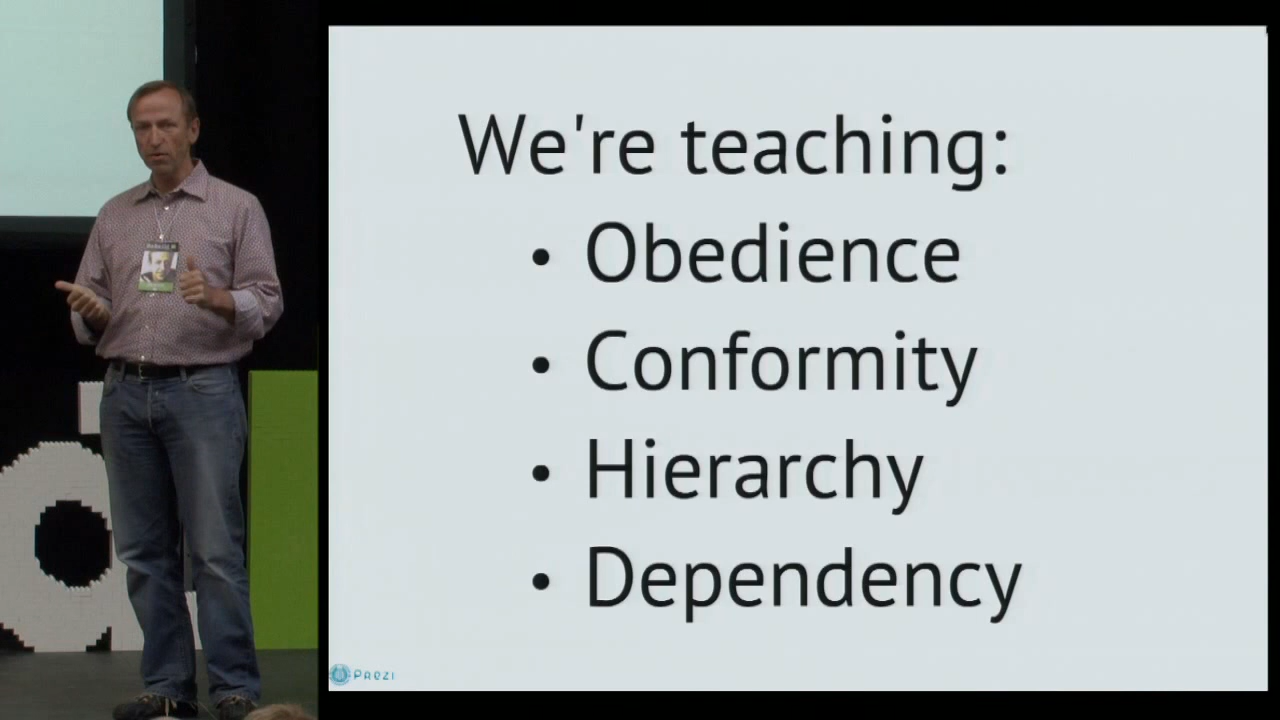 We're teaching:
• Obedience
• Conformity
• Hierarchy
• Dependency
PREZI